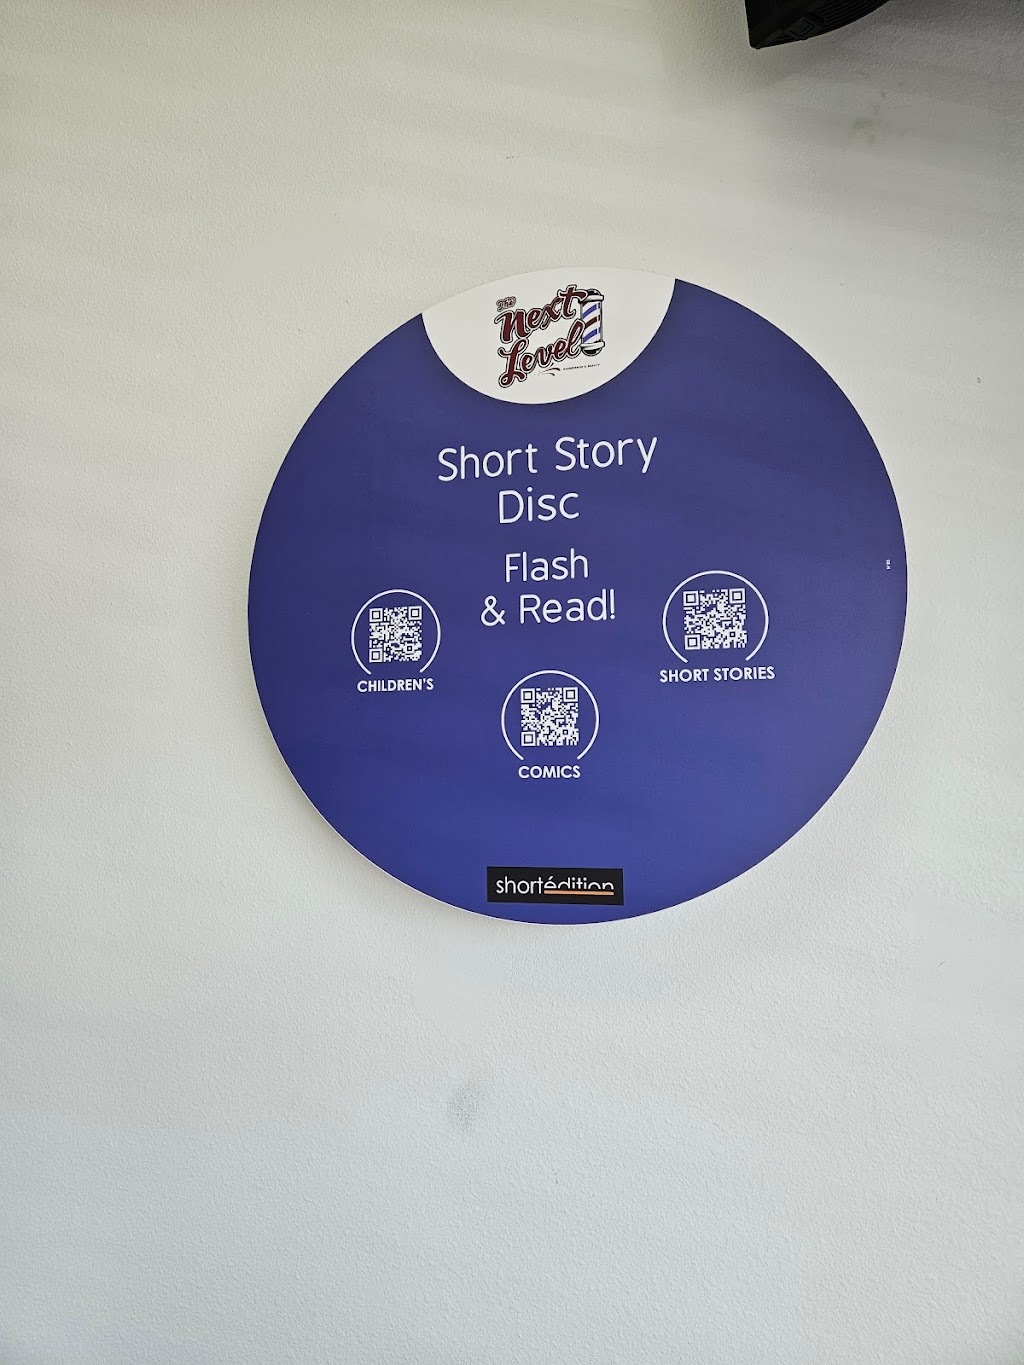 The
Next
Level
Short Story
Disc
Flash
& Read!
CHILDREN'S
SHORT STORIES
COMICS
shortédition